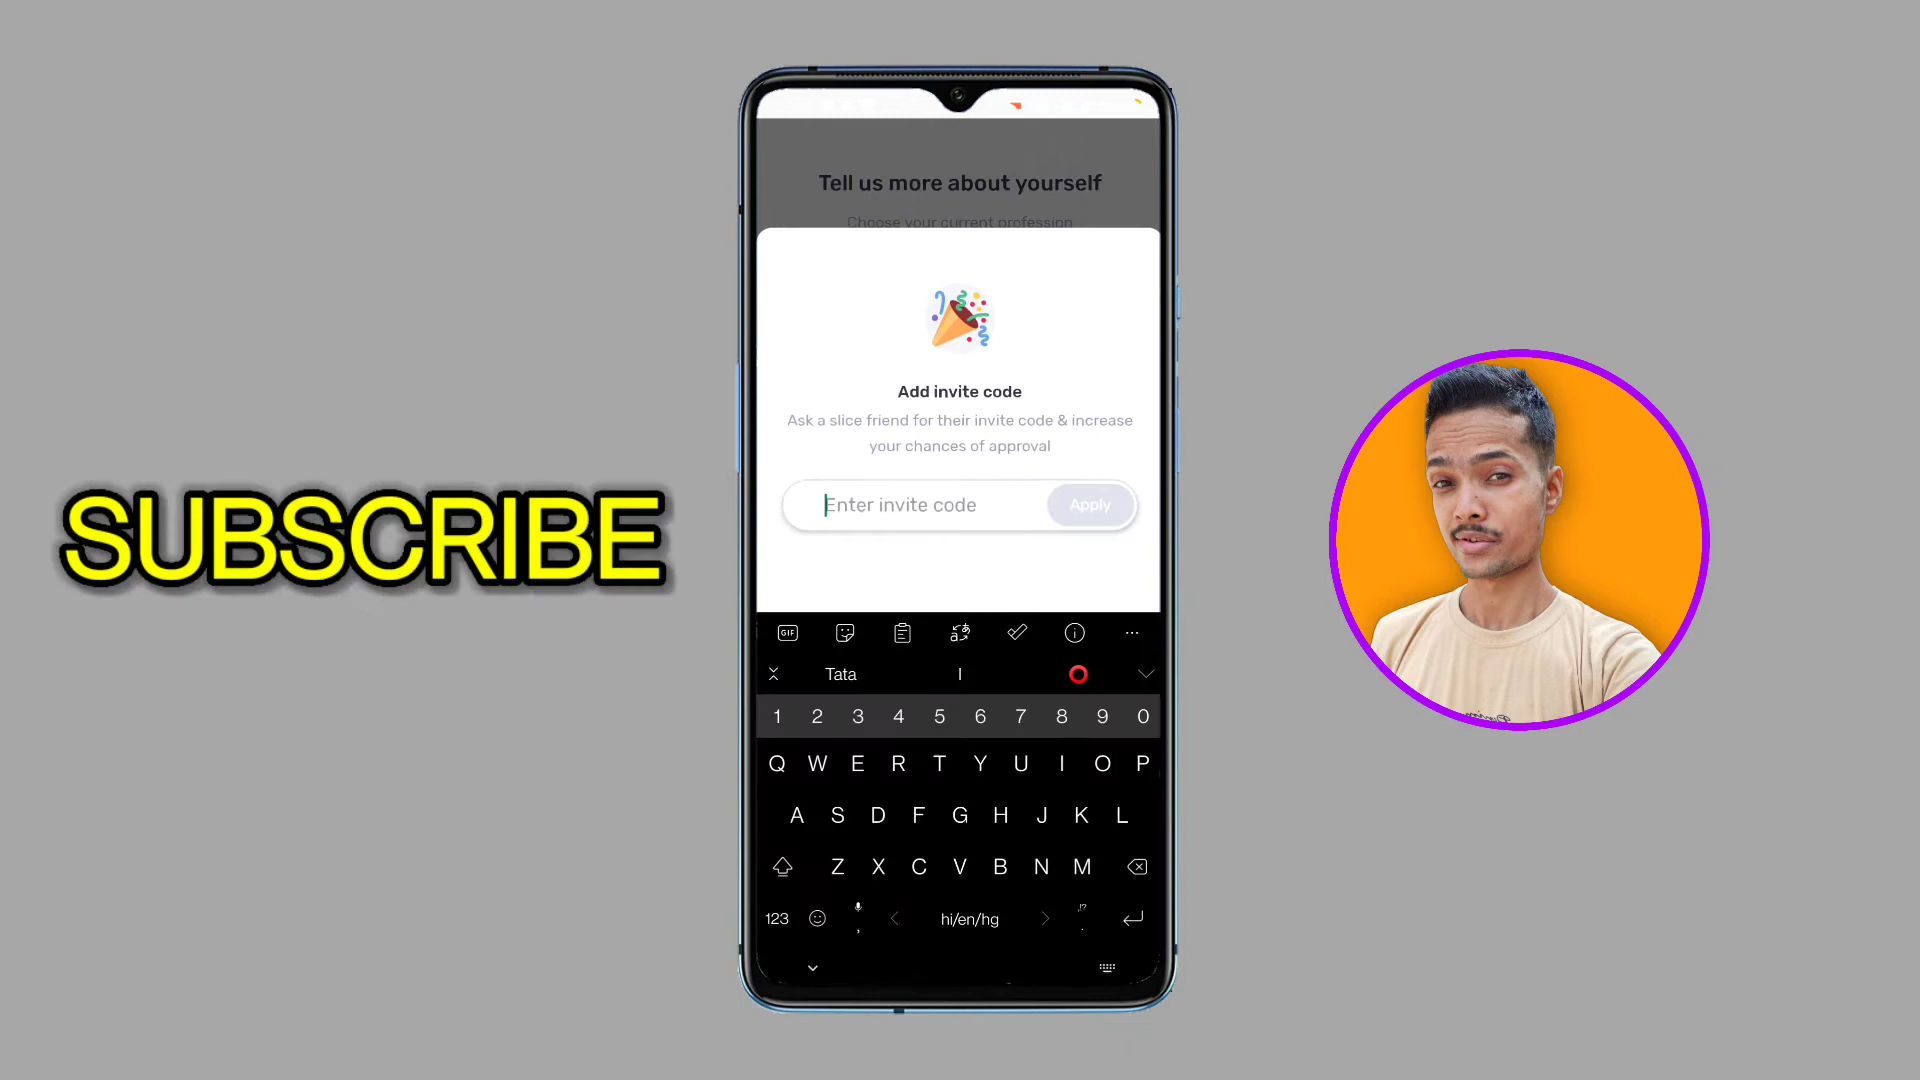 Tell us more about yourself
Choose your current profession
Add invite code
Ask a slice friend for their invite code & increase
your chances of approval
Enter invite code
Apply
SUBSCRIBE
GIF
Tata
I
1 2 3 4 5 6 7 8 9 0
Q W E R T Y U I O P
A S D F G H J K L
Z X C V B N M
123
,
hi/en/hg
,!?
.